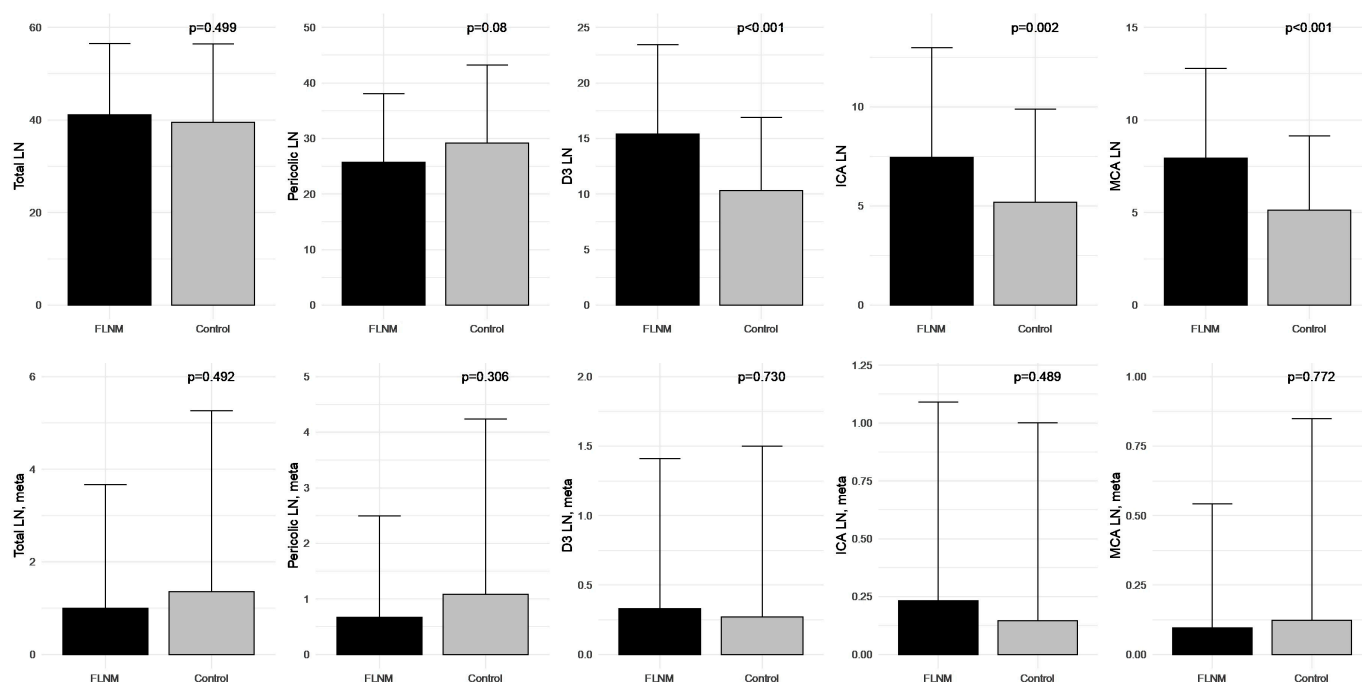 Total LN
60
40
20
0
p=0.499
FLNM
Control
Pericolic LN
50
40
30
20
10
0
p=0.08
FLNM
Control
D3 LN
25
20
15
10
5
0
p<0.001
FLNM
Control
ICA LN
10
5
0
p=0.002
FLNM
Control
MCA LN
15
10
5
0
p<0.001
FLNM
Control
Total LN, meta
6
4
2
0
p=0.492
FLNM
Control
Pericolic LN, meta
5
4
3
2
1
0
p=0.306
FLNM
Control
D3 LN, meta
2.0
1.5
1.0
0.5
0.0
p=0.730
FLNM
Control
ICA LN, meta
1.25
1.00
0.75
0.50
0.25
0.00
p=0.489
FLNM
Control
MCA LN, meta
1.00
0.75
0.50
0.25
0.00
p=0.772
FLNM
Control